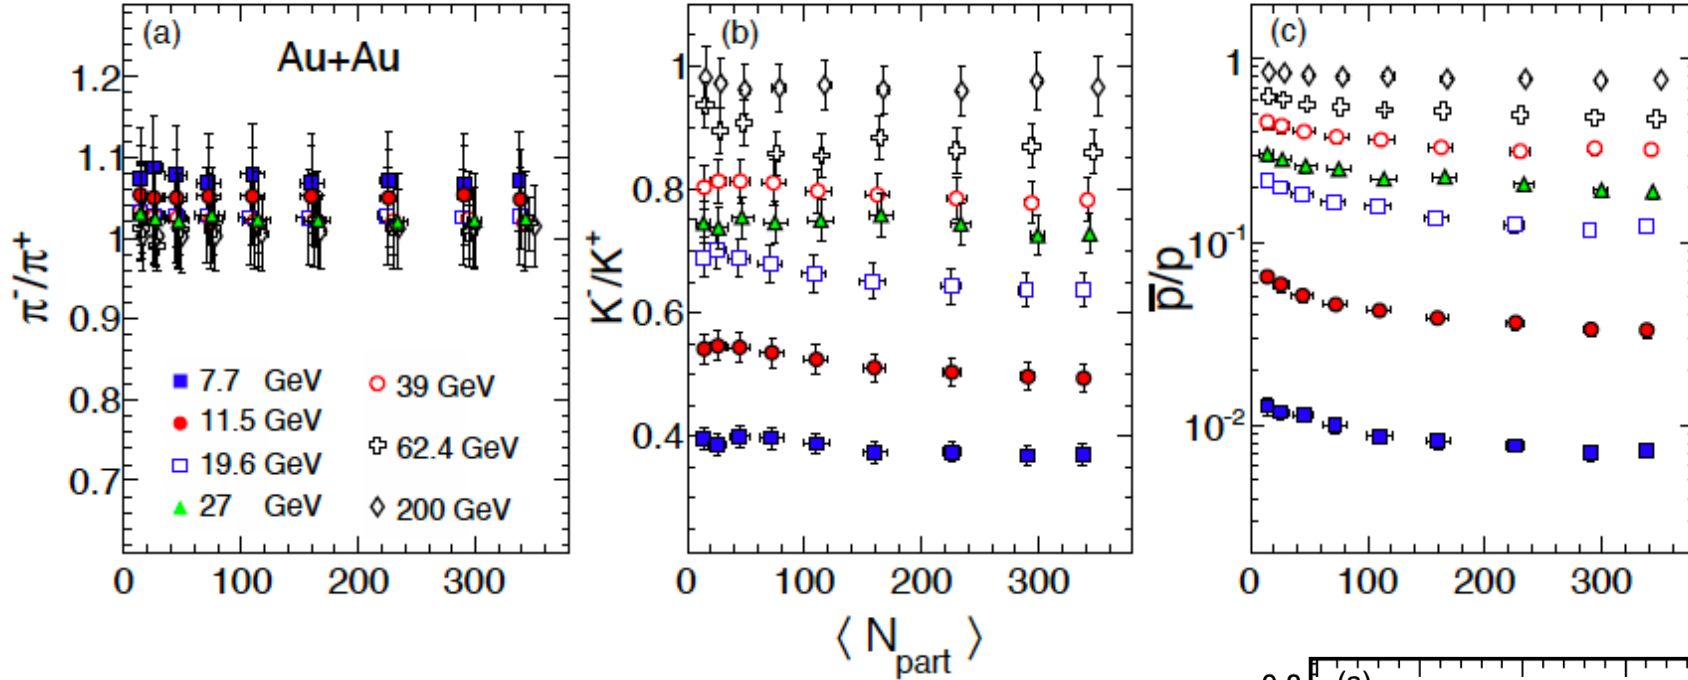 (a)
Au+Au
1.2
1.1
1
0.9
0.8
0.7
π⁻/π⁺
7.7 GeV
11.5 GeV
19.6 GeV
27 GeV
39 GeV
62.4 GeV
200 GeV
0 100 200 300
(b)
1
0.8
0.6
0.4
K⁻/K⁺
0 100 200 300
⟨ N_part ⟩
(c)
1
10⁻¹
10⁻²
p̅/p
0 100 200 300